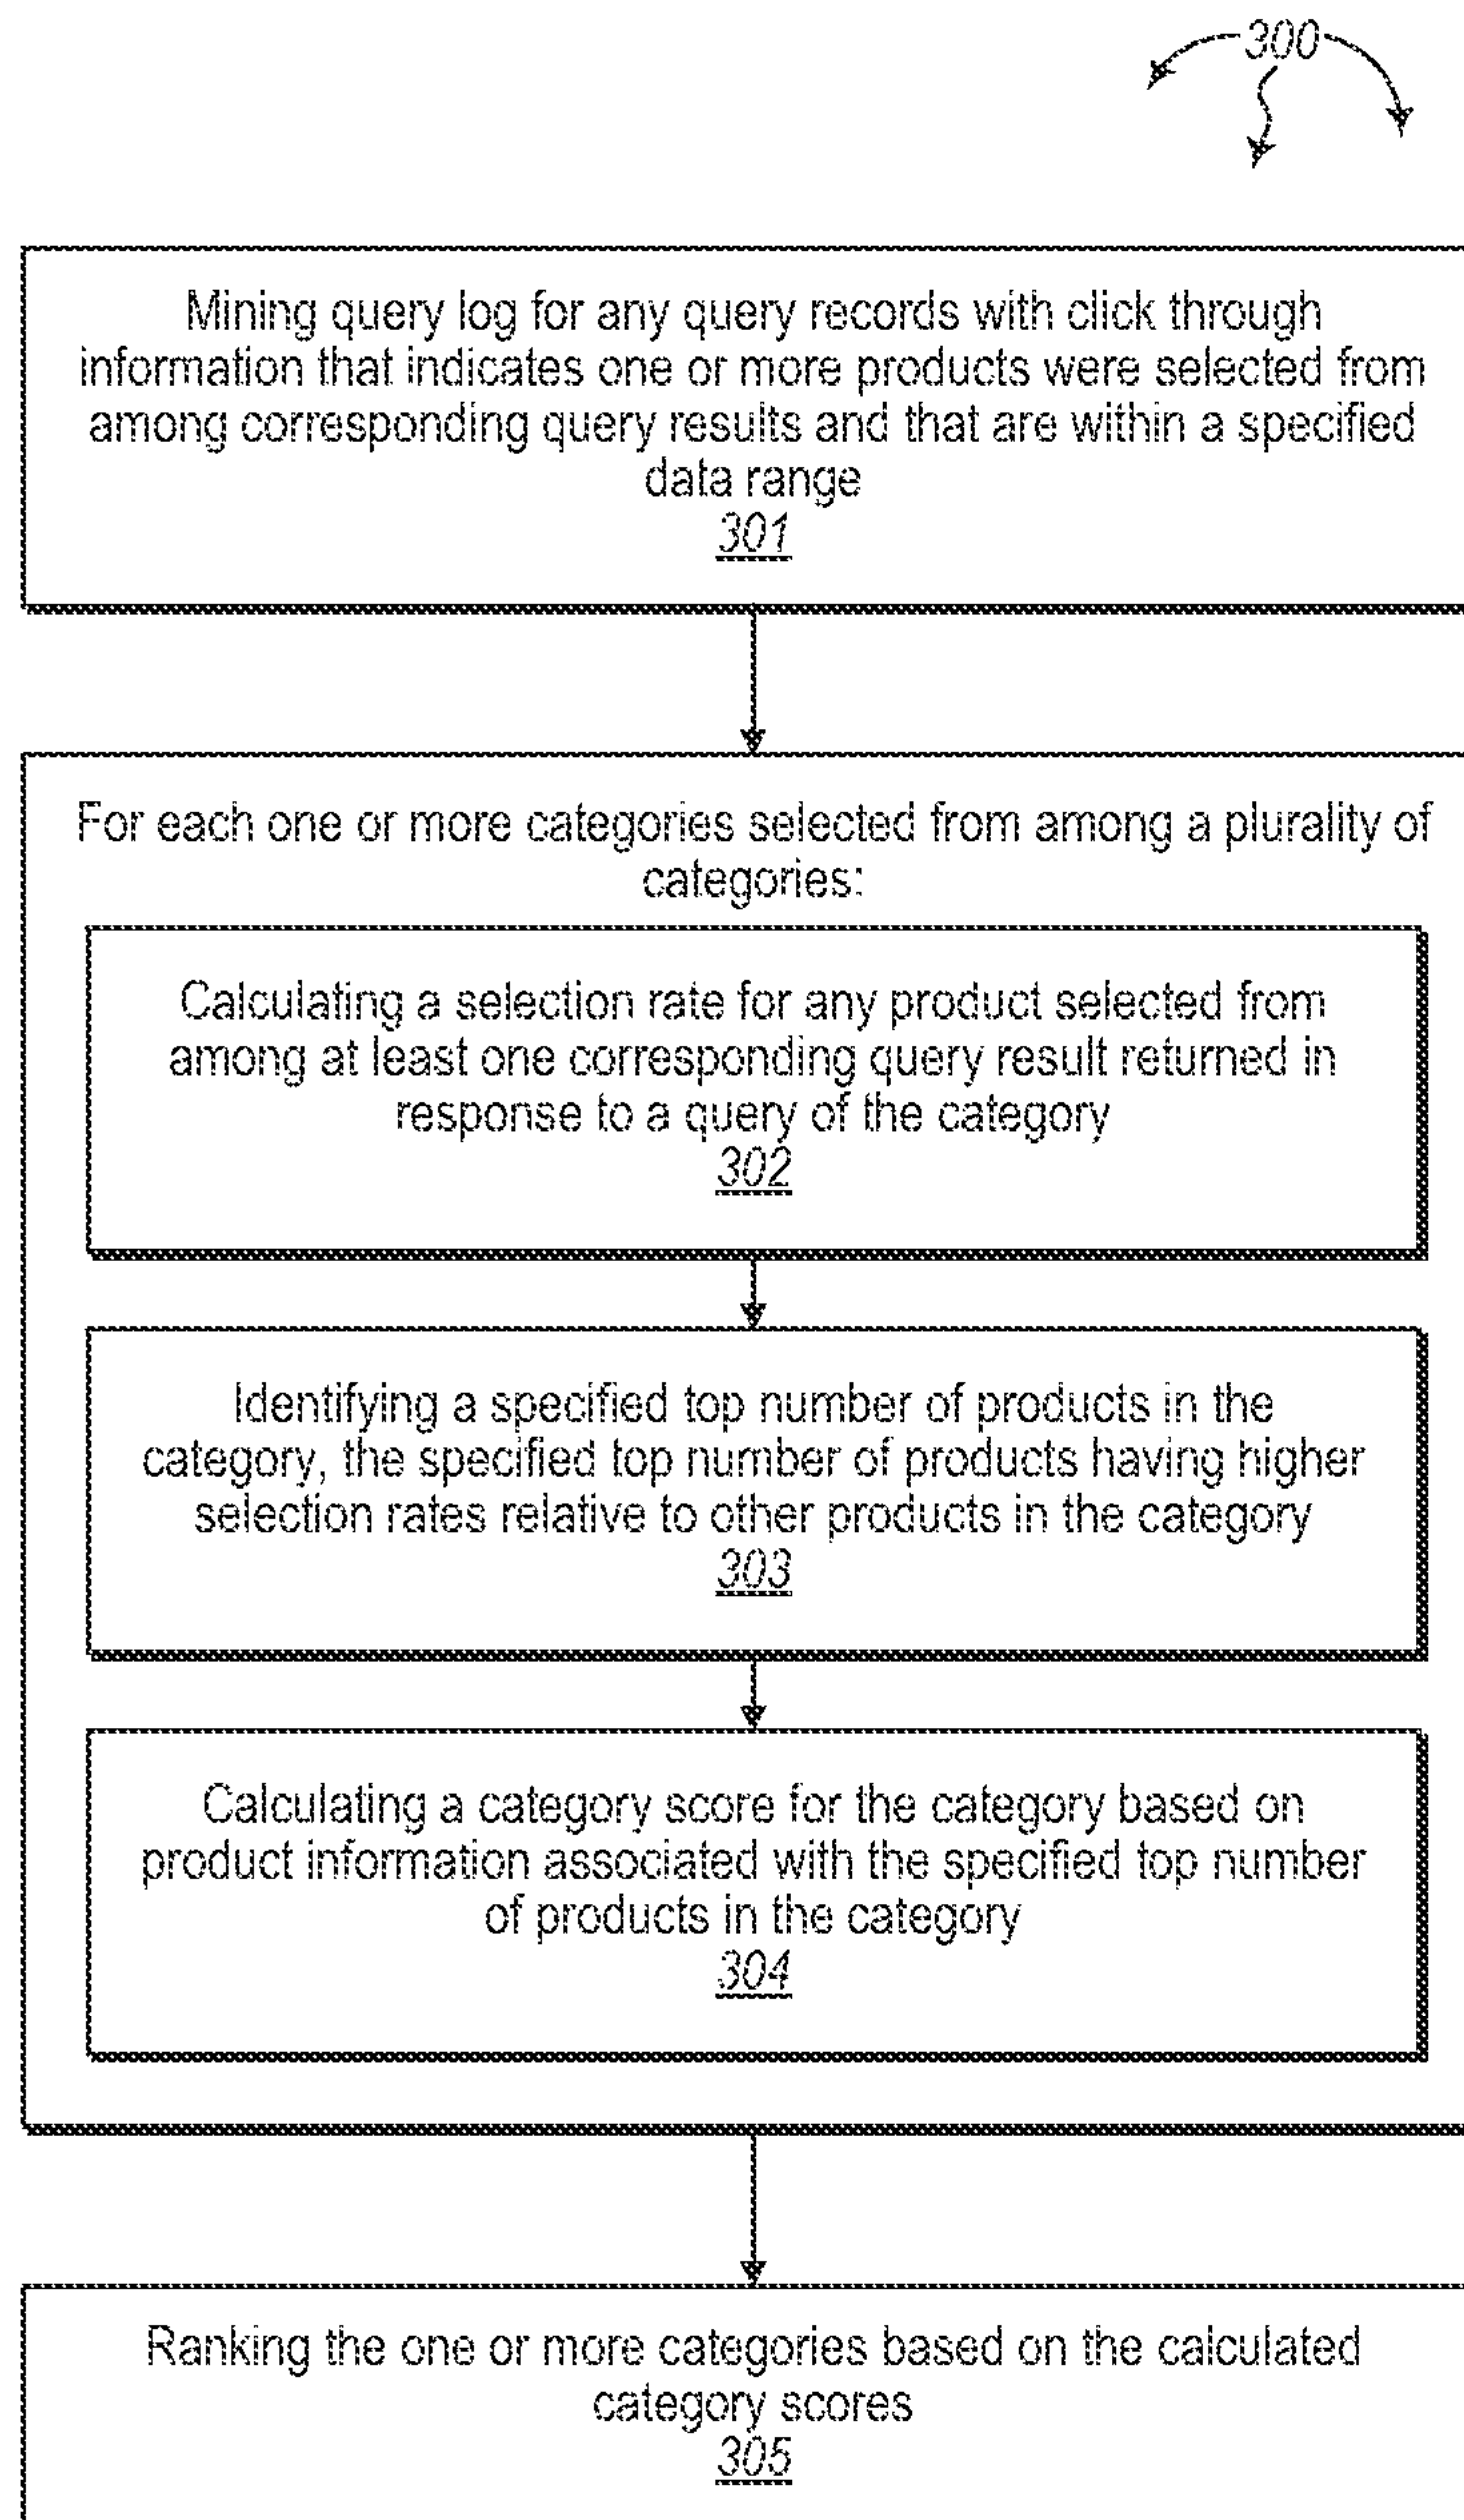 300
Mining query log for any query records with click through
information that indicates one or more products were selected from
among corresponding query results and that are within a specified
data range
301
For each one or more categories selected from among a plurality of
categories:
Calculating a selection rate for any product selected from
among at least one corresponding query result returned in
response to a query of the category
302
Identifying a specified top number of products in the
category, the specified top number of products having higher
selection rates relative to other products in the category
303
Calculating a category score for the category based on
product information associated with the specified top number
of products in the category
304
Ranking the one or more categories based on the calculated
category scores
305